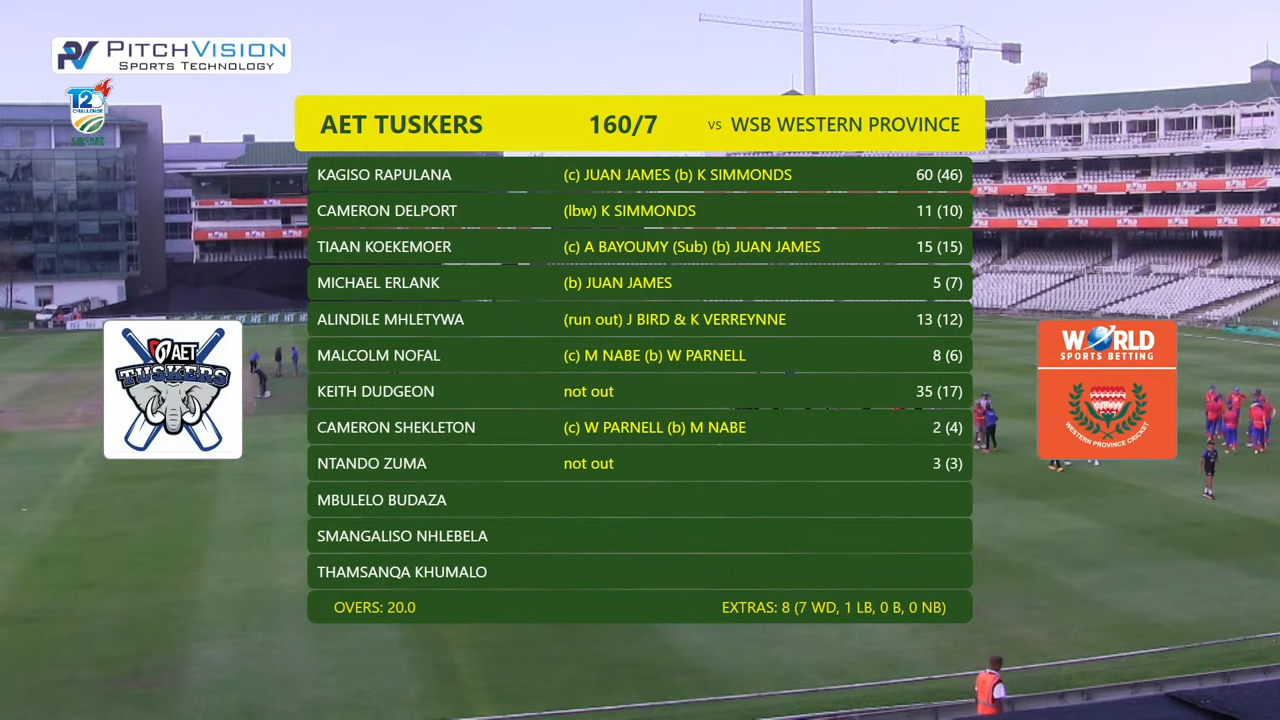 PITCHVISION
SPORTS TECHNOLOGY
T20
CHALLENGE
CRICKET
AET TUSKERS 160/7 vs WSB WESTERN PROVINCE
KAGISO RAPULANA (c) JUAN JAMES (b) K SIMMONDS 60 (46)
CAMERON DELPORT (lbw) K SIMMONDS 11 (10)
TIAAN KOEKEMOER (c) A BAYOUMY (Sub) (b) JUAN JAMES 15 (15)
MICHAEL ERLANK (b) JUAN JAMES 5 (7)
ALINDILE MHLETYWA (run out) J BIRD & K VERREYNNE 13 (12)
MALCOLM NOFAL (c) M NABE (b) W PARNELL 8 (6)
KEITH DUDGEON not out 35 (17)
CAMERON SHEKLETON (c) W PARNELL (b) M NABE 2 (4)
NTANDO ZUMA not out 3 (3)
MBULELO BUDAZA
SMANGALISO NHLEBELA
THAMSANQA KHUMALO
OVERS: 20.0 EXTRAS: 8 (7 WD, 1 LB, 0 B, 0 NB)
AET
TUSKERS
WORLD
SPORTS BETTING
WESTERN PROVINCE CRICKET